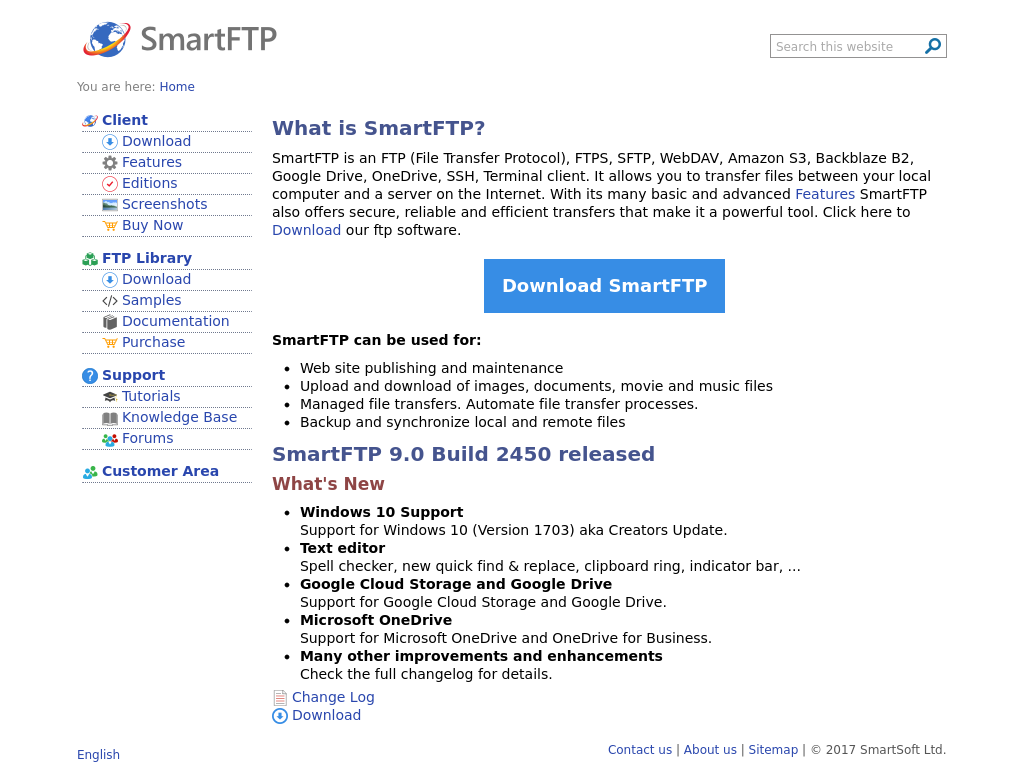 SmartFTP
Search this website
You are here: Home
Client
Download
Features
Editions
Screenshots
Buy Now
FTP Library
Download
Samples
Documentation
Purchase
Support
Tutorials
Knowledge Base
Forums
Customer Area
What is SmartFTP?
SmartFTP is an FTP (File Transfer Protocol), FTPS, SFTP, WebDAV, Amazon S3, Backblaze B2,
Google Drive, OneDrive, SSH, Terminal client. It allows you to transfer files between your local
computer and a server on the Internet. With its many basic and advanced Features SmartFTP
also offers secure, reliable and efficient transfers that make it a powerful tool. Click here to
Download our ftp software.
Download SmartFTP
SmartFTP can be used for:
• Web site publishing and maintenance
• Upload and download of images, documents, movie and music files
• Managed file transfers. Automate file transfer processes.
• Backup and synchronize local and remote files
SmartFTP 9.0 Build 2450 released
What's New
• Windows 10 Support
Support for Windows 10 (Version 1703) aka Creators Update.
• Text editor
Spell checker, new quick find & replace, clipboard ring, indicator bar, ...
• Google Cloud Storage and Google Drive
Support for Google Cloud Storage and Google Drive.
• Microsoft OneDrive
Support for Microsoft OneDrive and OneDrive for Business.
• Many other improvements and enhancements
Check the full changelog for details.
Change Log
Download
English
Contact us | About us | Sitemap | © 2017 SmartSoft Ltd.